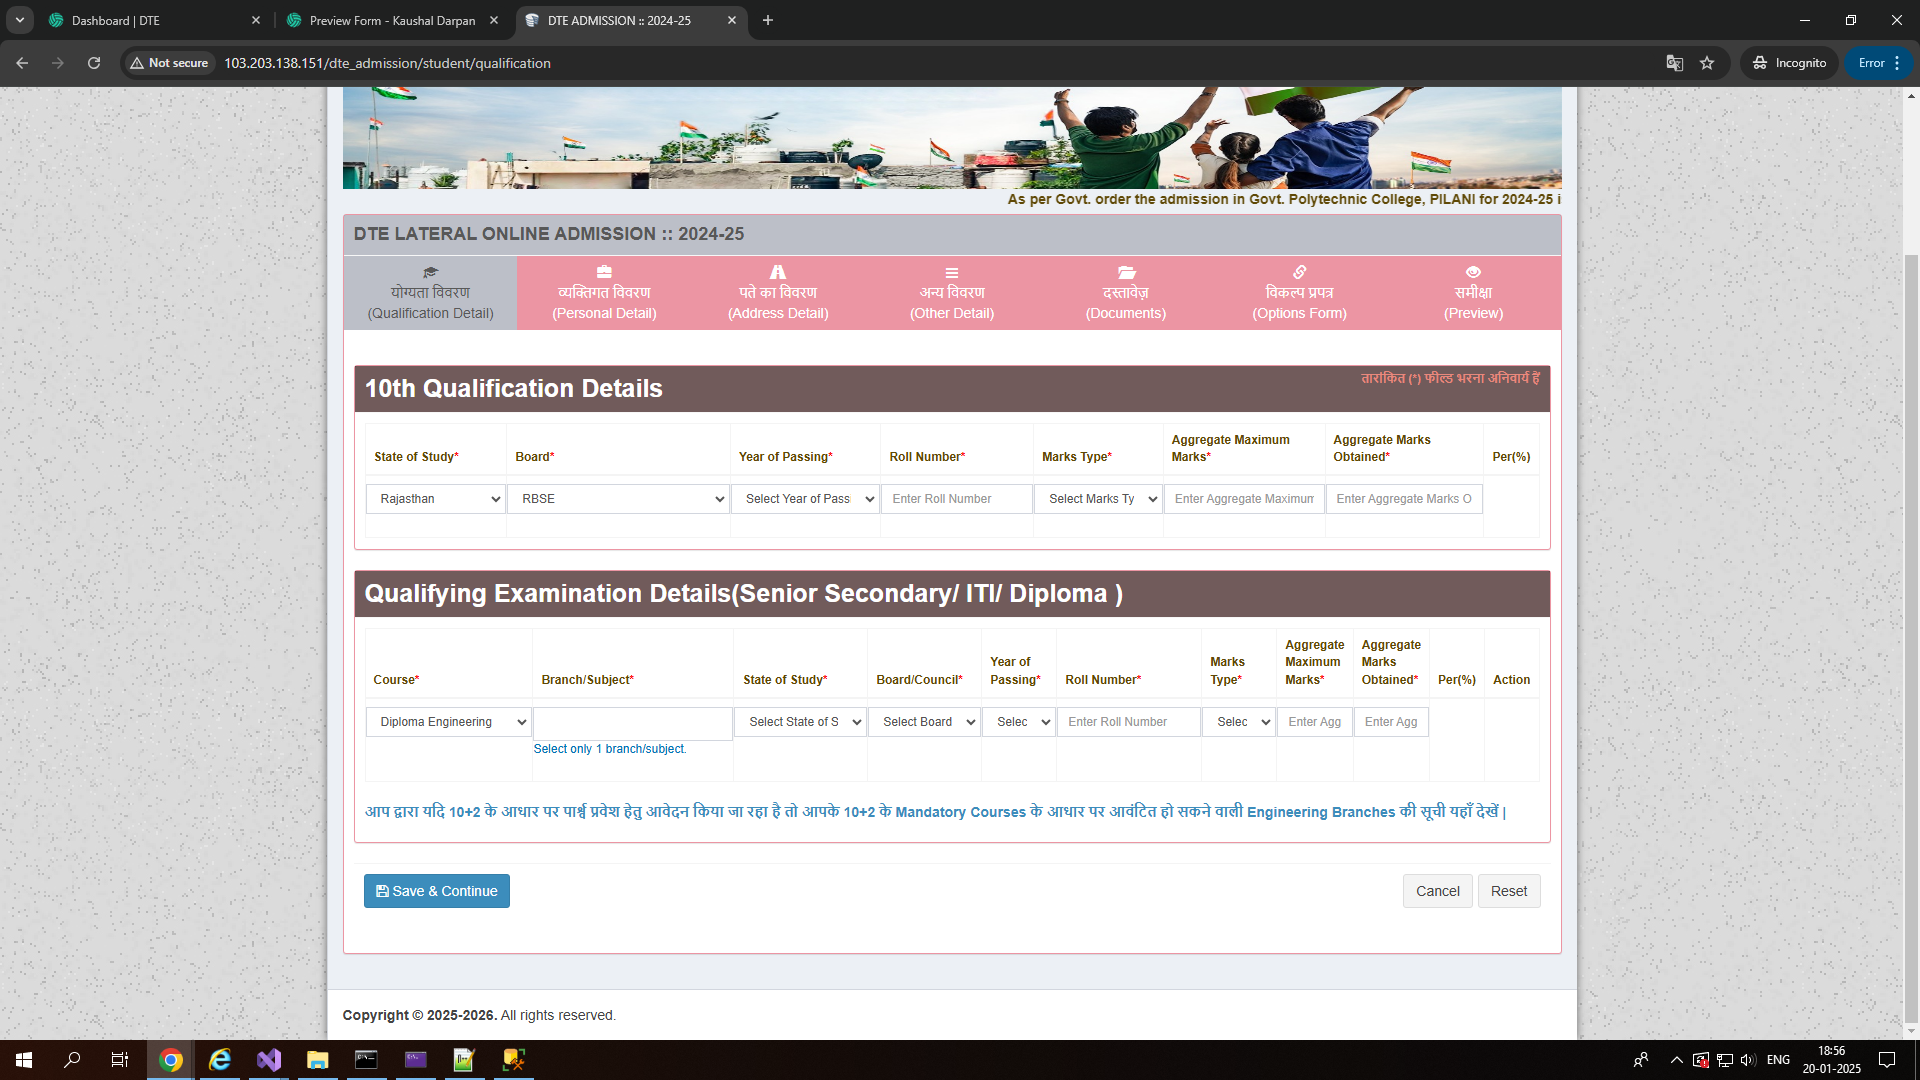 Dashboard | DTE
Preview Form - Kaushal Darpan
DTE ADMISSION :: 2024-25
Not secure
103.203.138.151/dte_admission/student/qualification
Incognito
Error
As per Govt. order the admission in Govt. Polytechnic College, PILANI for 2024-25 i
DTE LATERAL ONLINE ADMISSION :: 2024-25
योग्यता विवरण
(Qualification Detail)
व्यक्तिगत विवरण
(Personal Detail)
पते का विवरण
(Address Detail)
अन्य विवरण
(Other Detail)
दस्तावेज़
(Documents)
विकल्प प्रपत्र
(Options Form)
समीक्षा
(Preview)
10th Qualification Details
तारांकित (*) फील्ड भरना अनिवार्य हैं
State of Study*
Board*
Year of Passing*
Roll Number*
Marks Type*
Aggregate Maximum
Marks*
Aggregate Marks
Obtained*
Per(%)
Rajasthan
RBSE
Select Year of Pass
Enter Roll Number
Select Marks Ty
Enter Aggregate Maximum
Enter Aggregate Marks O
Qualifying Examination Details(Senior Secondary/ ITI/ Diploma )
Course*
Branch/Subject*
State of Study*
Board/Council*
Year of
Passing*
Roll Number*
Marks
Type*
Aggregate
Maximum
Marks*
Aggregate
Marks
Obtained*
Per(%)
Action
Diploma Engineering
Select State of S
Select Board
Selec
Enter Roll Number
Selec
Enter Agg
Enter Agg
Select only 1 branch/subject.
आप द्वारा यदि 10+2 के आधार पर पार्श्व प्रवेश हेतु आवेदन किया जा रहा है तो आपके 10+2 के Mandatory Courses के आधार पर आवंटित हो सकने वाली Engineering Branches की सूची यहाँ देखें |
Save & Continue
Cancel
Reset
Copyright © 2025-2026. All rights reserved.
ENG
18:56
20-01-2025